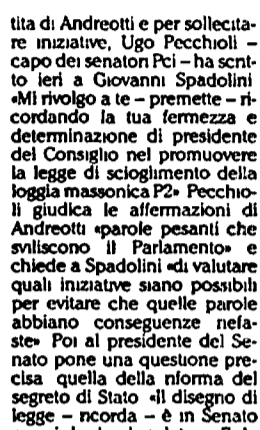 tita di Andreotti e per sollecita-
re iniziative, Ugo Pecchioli –
capo dei senatori Pci – ha scrit-
to ieri a Giovanni Spadolini
«Mi rivolgo a te – premette – ri-
cordando la tua fermezza e
determinazione di presidente
del Consiglio nel promuovere
la legge di scioglimento della
loggia massonica P2» Pecchio-
li giudica le affermazioni di
Andreotti «parole pesanti che
sviliscono il Parlamento» e
chiede a Spadolini «di valutare
quali iniziative siano possibili
per evitare che quelle parole
abbiano conseguenze nefa-
ste» Poi al presidente del Se-
nato pone una questione pre-
cisa quella della riforma del
segreto di Stato «Il disegno di
legge – ricorda – è in Senato